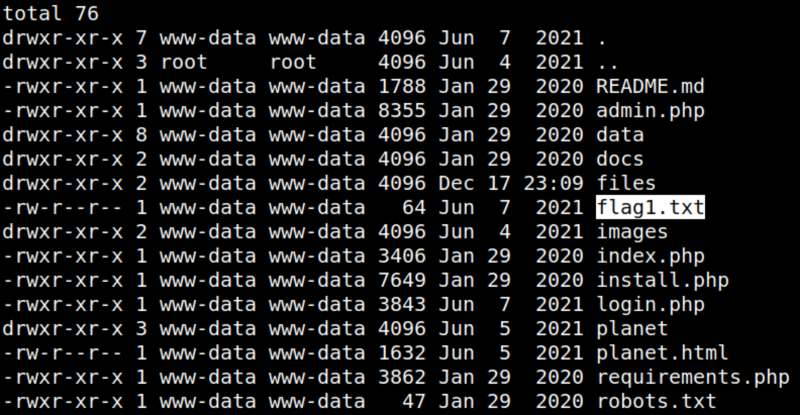 total 76
drwxr-xr-x 7 www-data www-data 4096 Jun  7  2021 .
drwxr-xr-x 3 root     root     4096 Jun  4  2021 ..
-rwxr-xr-x 1 www-data www-data 1788 Jan 29  2020 README.md
-rwxr-xr-x 1 www-data www-data 8355 Jan 29  2020 admin.php
drwxr-xr-x 8 www-data www-data 4096 Jan 29  2020 data
drwxr-xr-x 2 www-data www-data 4096 Jan 29  2020 docs
drwxr-xr-x 2 www-data www-data 4096 Dec 17 23:09 files
-rw-r--r-- 1 www-data www-data   64 Jun  7  2021 flag1.txt
drwxr-xr-x 2 www-data www-data 4096 Jun  4  2021 images
-rwxr-xr-x 1 www-data www-data 3406 Jan 29  2020 index.php
-rwxr-xr-x 1 www-data www-data 7649 Jan 29  2020 install.php
-rwxr-xr-x 1 www-data www-data 3843 Jun  7  2021 login.php
drwxr-xr-x 3 www-data www-data 4096 Jun  5  2021 planet
-rw-r--r-- 1 www-data www-data 1632 Jun  5  2021 planet.html
-rwxr-xr-x 1 www-data www-data 3862 Jan 29  2020 requirements.php
-rwxr-xr-x 1 www-data www-data   47 Jan 29  2020 robots.txt